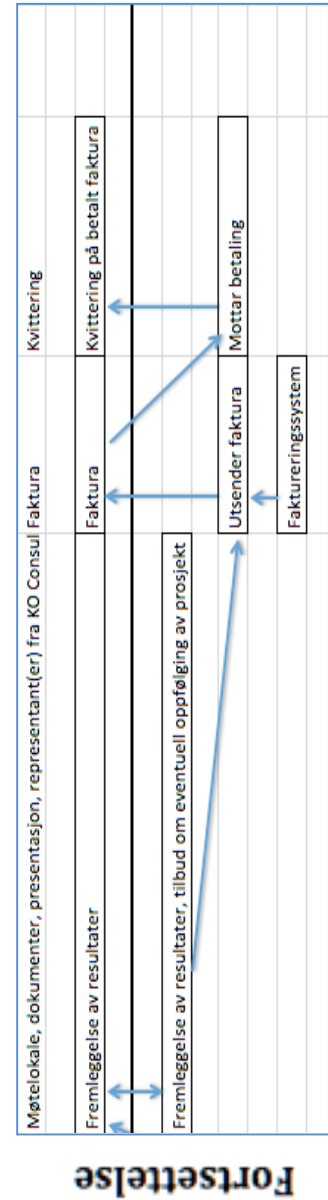 Fortsettelse
Møtelokale, dokumenter, presentasjon, representant(er) fra KO Consul
Faktura
Kvittering
Fremleggelse av resultater
Faktura
Kvittering på betalt faktura
Fremleggelse av resultater, tilbud om eventuell oppfølging av prosjekt
Utsender faktura
Mottar betaling
Faktureringssystem